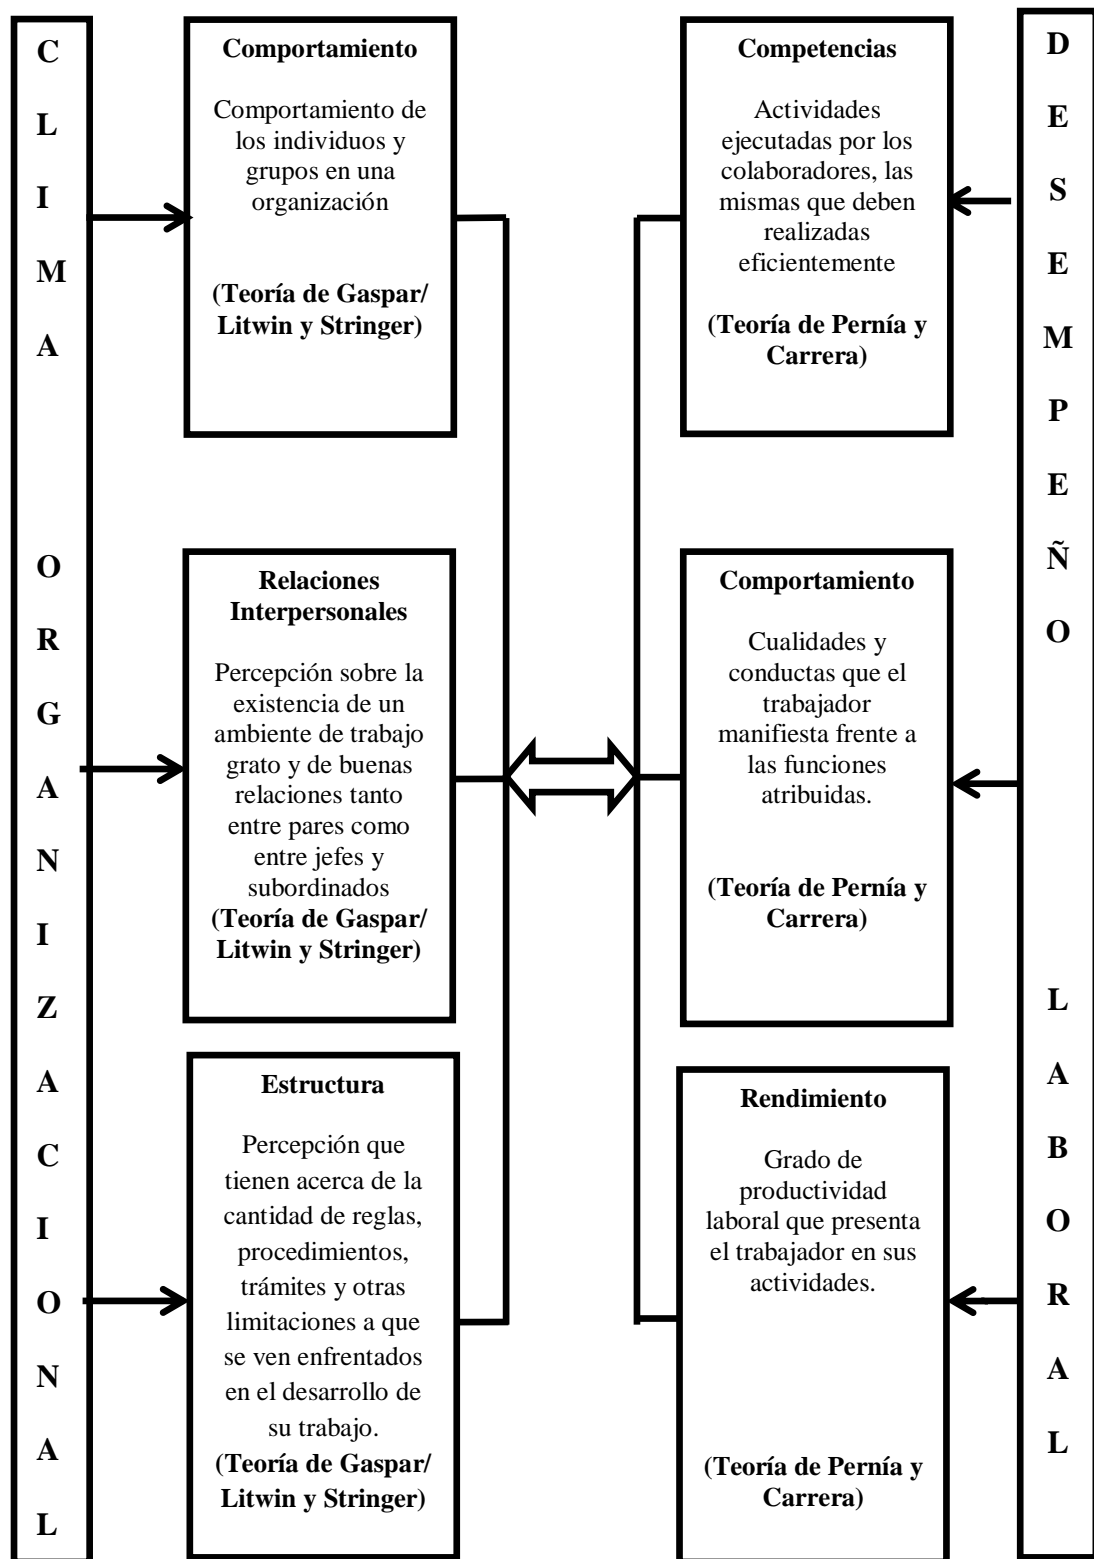 C
L
I
M
A
O
R
G
A
N
I
Z
A
C
I
O
N
A
L
Comportamiento
Comportamiento de
los individuos y
grupos en una
organización
(Teoría de Gaspar/
Litwin y Stringer)
Relaciones
Interpersonales
Percepción sobre la
existencia de un
ambiente de trabajo
grato y de buenas
relaciones tanto
entre pares como
entre jefes y
subordinados
(Teoría de Gaspar/
Litwin y Stringer)
Estructura
Percepción que
tienen acerca de la
cantidad de reglas,
procedimientos,
trámites y otras
limitaciones a que
se ven enfrentados
en el desarrollo de
su trabajo.
(Teoría de Gaspar/
Litwin y Stringer)
Competencias
Actividades
ejecutadas por los
colaboradores, las
mismas que deben
realizadas
eficientemente
(Teoría de Pernía y
Carrera)
Comportamiento
Cualidades y
conductas que el
trabajador
manifiesta frente a
las funciones
atribuidas.
(Teoría de Pernía y
Carrera)
Rendimiento
Grado de
productividad
laboral que presenta
el trabajador en sus
actividades.
(Teoría de Pernía y
Carrera)
D
E
S
E
M
P
E
Ñ
O
L
A
B
O
R
A
L